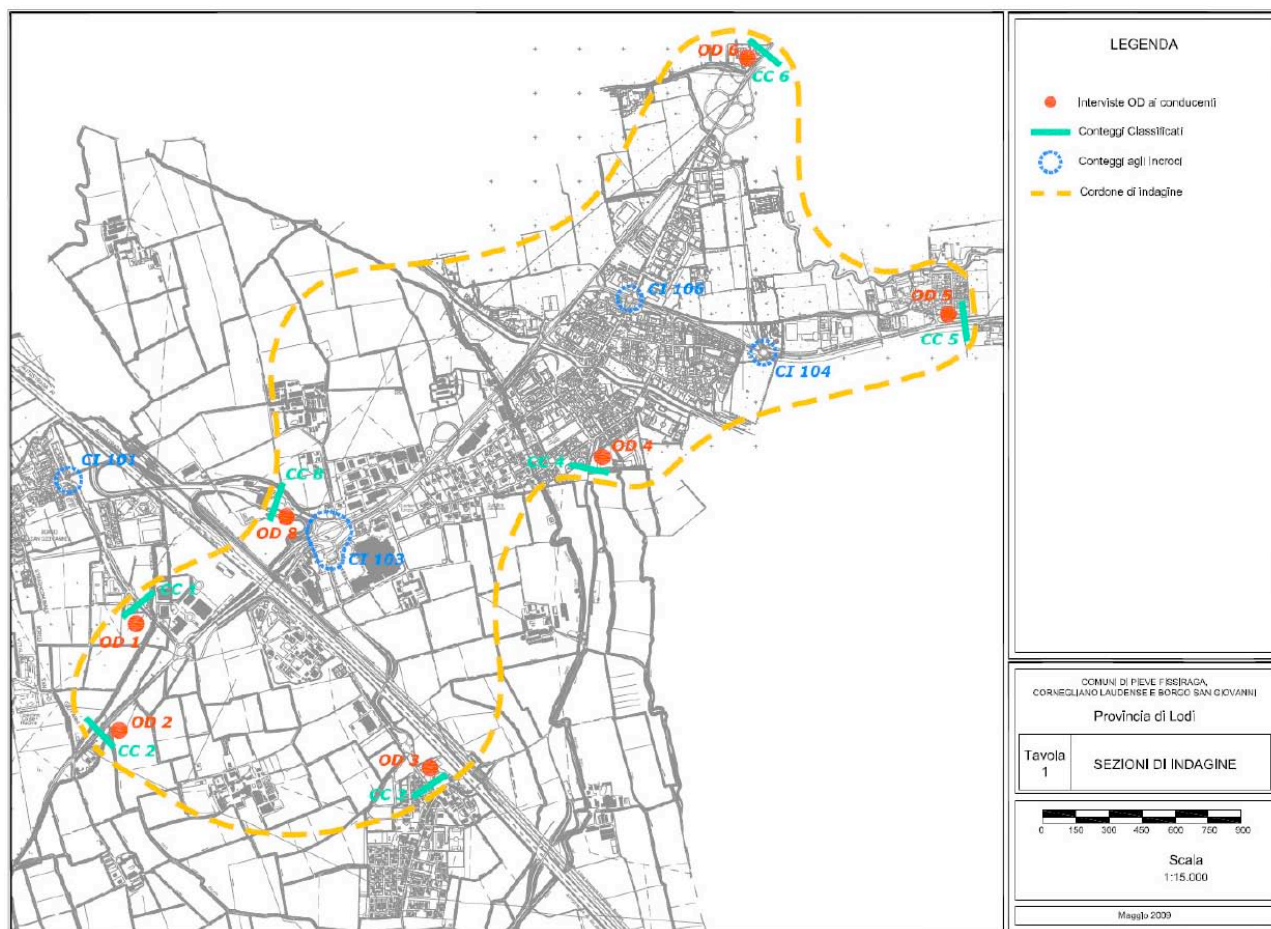 OD 6
CC 6
CI 106
OD 5
CC 5
CI 104
OD 4
CC 4
CI 101
CC 8
OD 8
CI 103
CC 1
OD 1
OD 2
CC 2
OD 3
CC 3
LEGENDA
Interviste OD ai conducenti
Conteggi Classificati
Conteggi agli Incroci
Cordone di indagine
COMUNI DI PIEVE FISSIRAGA,
CORNEGLIANO LAUDENSE E BORGO SAN GIOVANNI
Provincia di Lodi
Tavola
1
SEZIONI DI INDAGINE
0 150 300 450 600 750 900
Scala
1:15.000
Maggio 2009